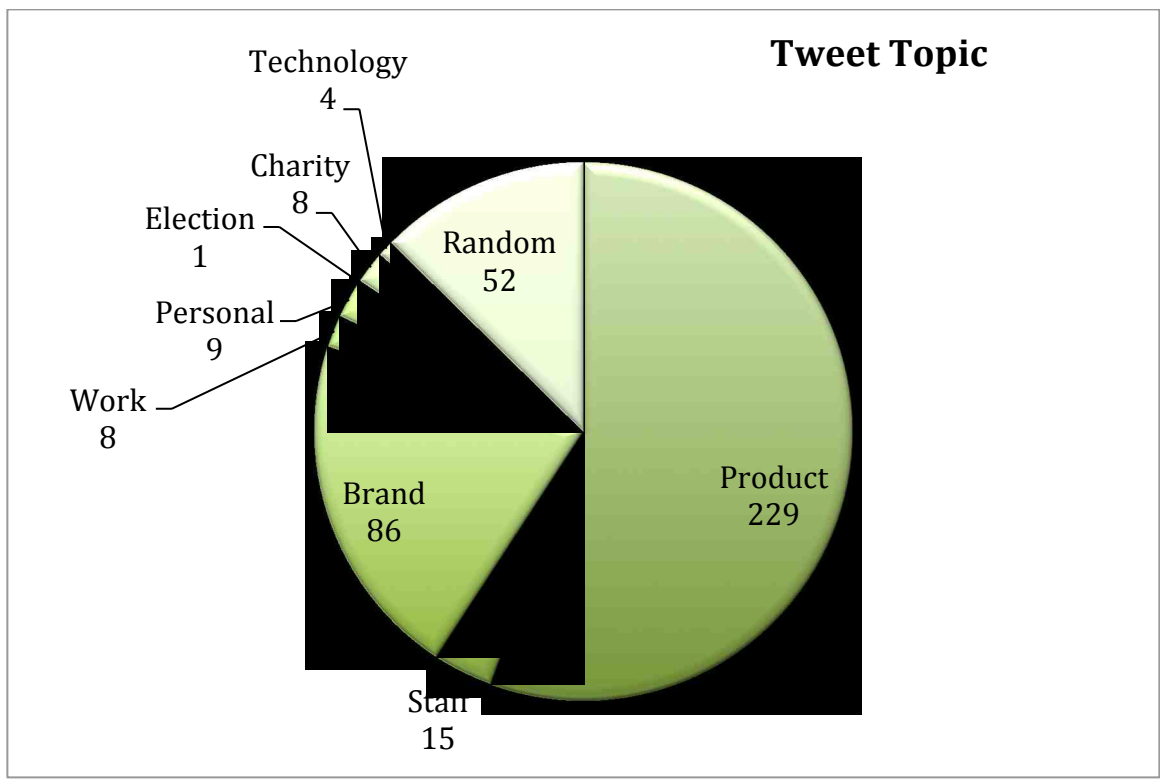 Tweet Topic
Technology
4
Charity
8
Election
1
Personal
9
Work
8
Random
52
Product
229
Brand
86
Staff
15